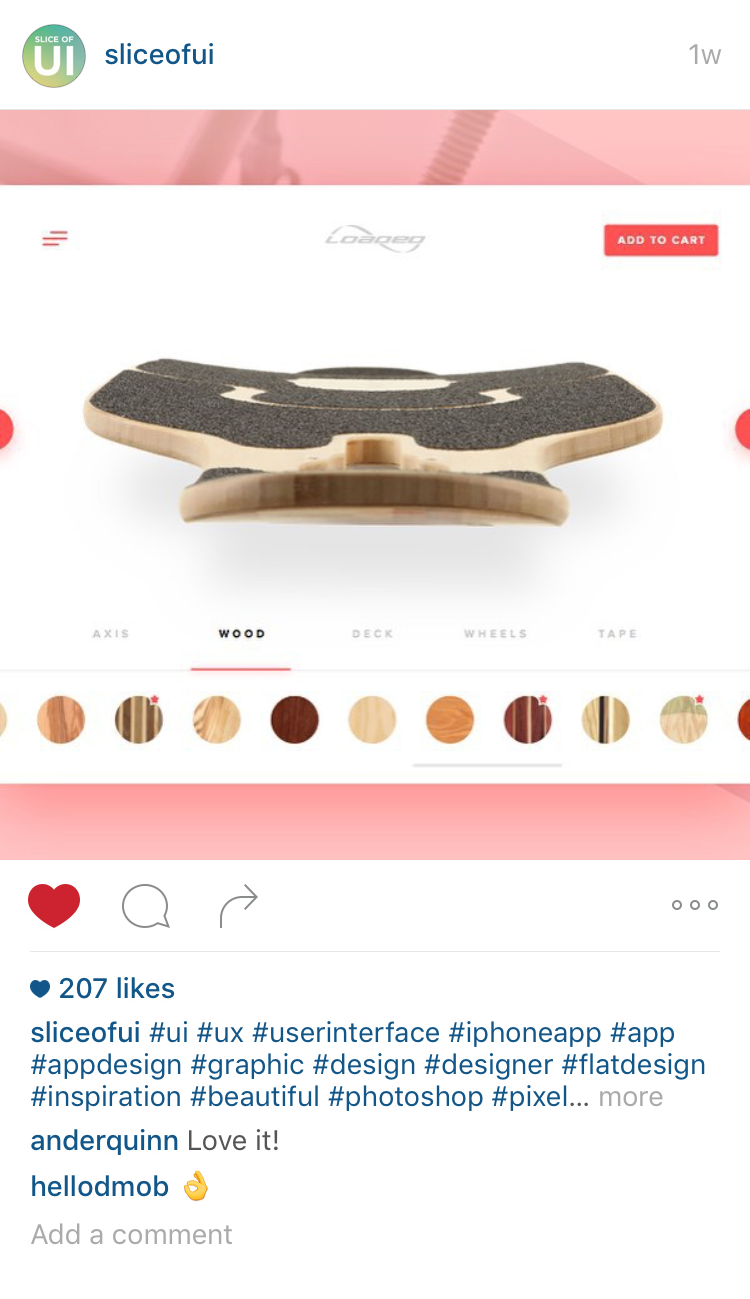 SLICE OF
UI
sliceofui
1w
LOADED
ADD TO CART
AXIS
WOOD
DECK
WHEELS
TAPE
207 likes
sliceofui #ui #ux #userinterface #iphoneapp #app
#appdesign #graphic #design #designer #flatdesign
#inspiration #beautiful #photoshop #pixel... more
anderquinn Love it!
hellodmob 👌
Add a comment